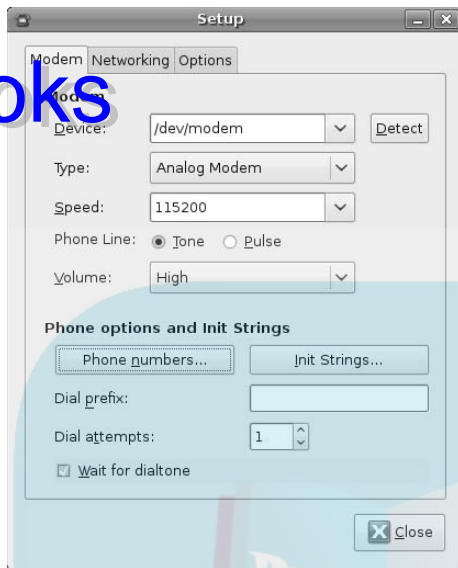 Setup
Modem Networking Options
oks
Modem
Device: /dev/modem Detect
Type: Analog Modem
Speed: 115200
Phone Line: Tone Pulse
Volume: High
Phone options and Init Strings
Phone numbers... Init Strings...
Dial prefix:
Dial attempts: 1
Wait for dialtone
Close